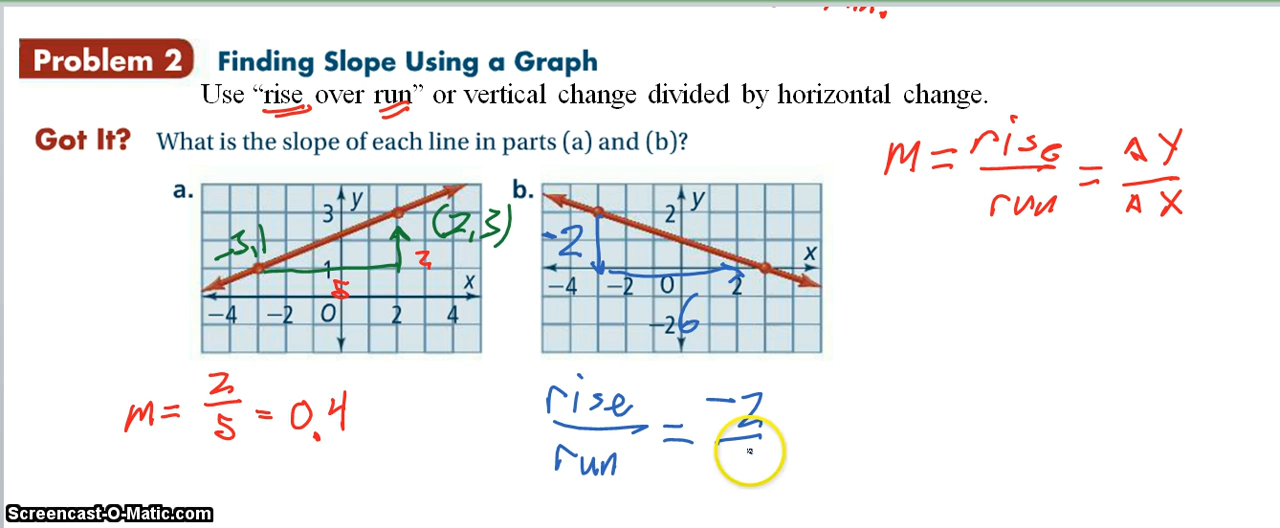 Problem 2 Finding Slope Using a Graph
Use “rise over run” or vertical change divided by horizontal change.
Got It? What is the slope of each line in parts (a) and (b)?
M = rise/run = ΔY/ΔX
a.
y
3
1
x
-4 -2 O 2 4
-3,1
(2,3)
2
5
b.
y
2
x
-4 -2 0 2
-2
-2
6
m = 2/5 = 0.4
rise/run = -2/
Screencast-O-Matic.com